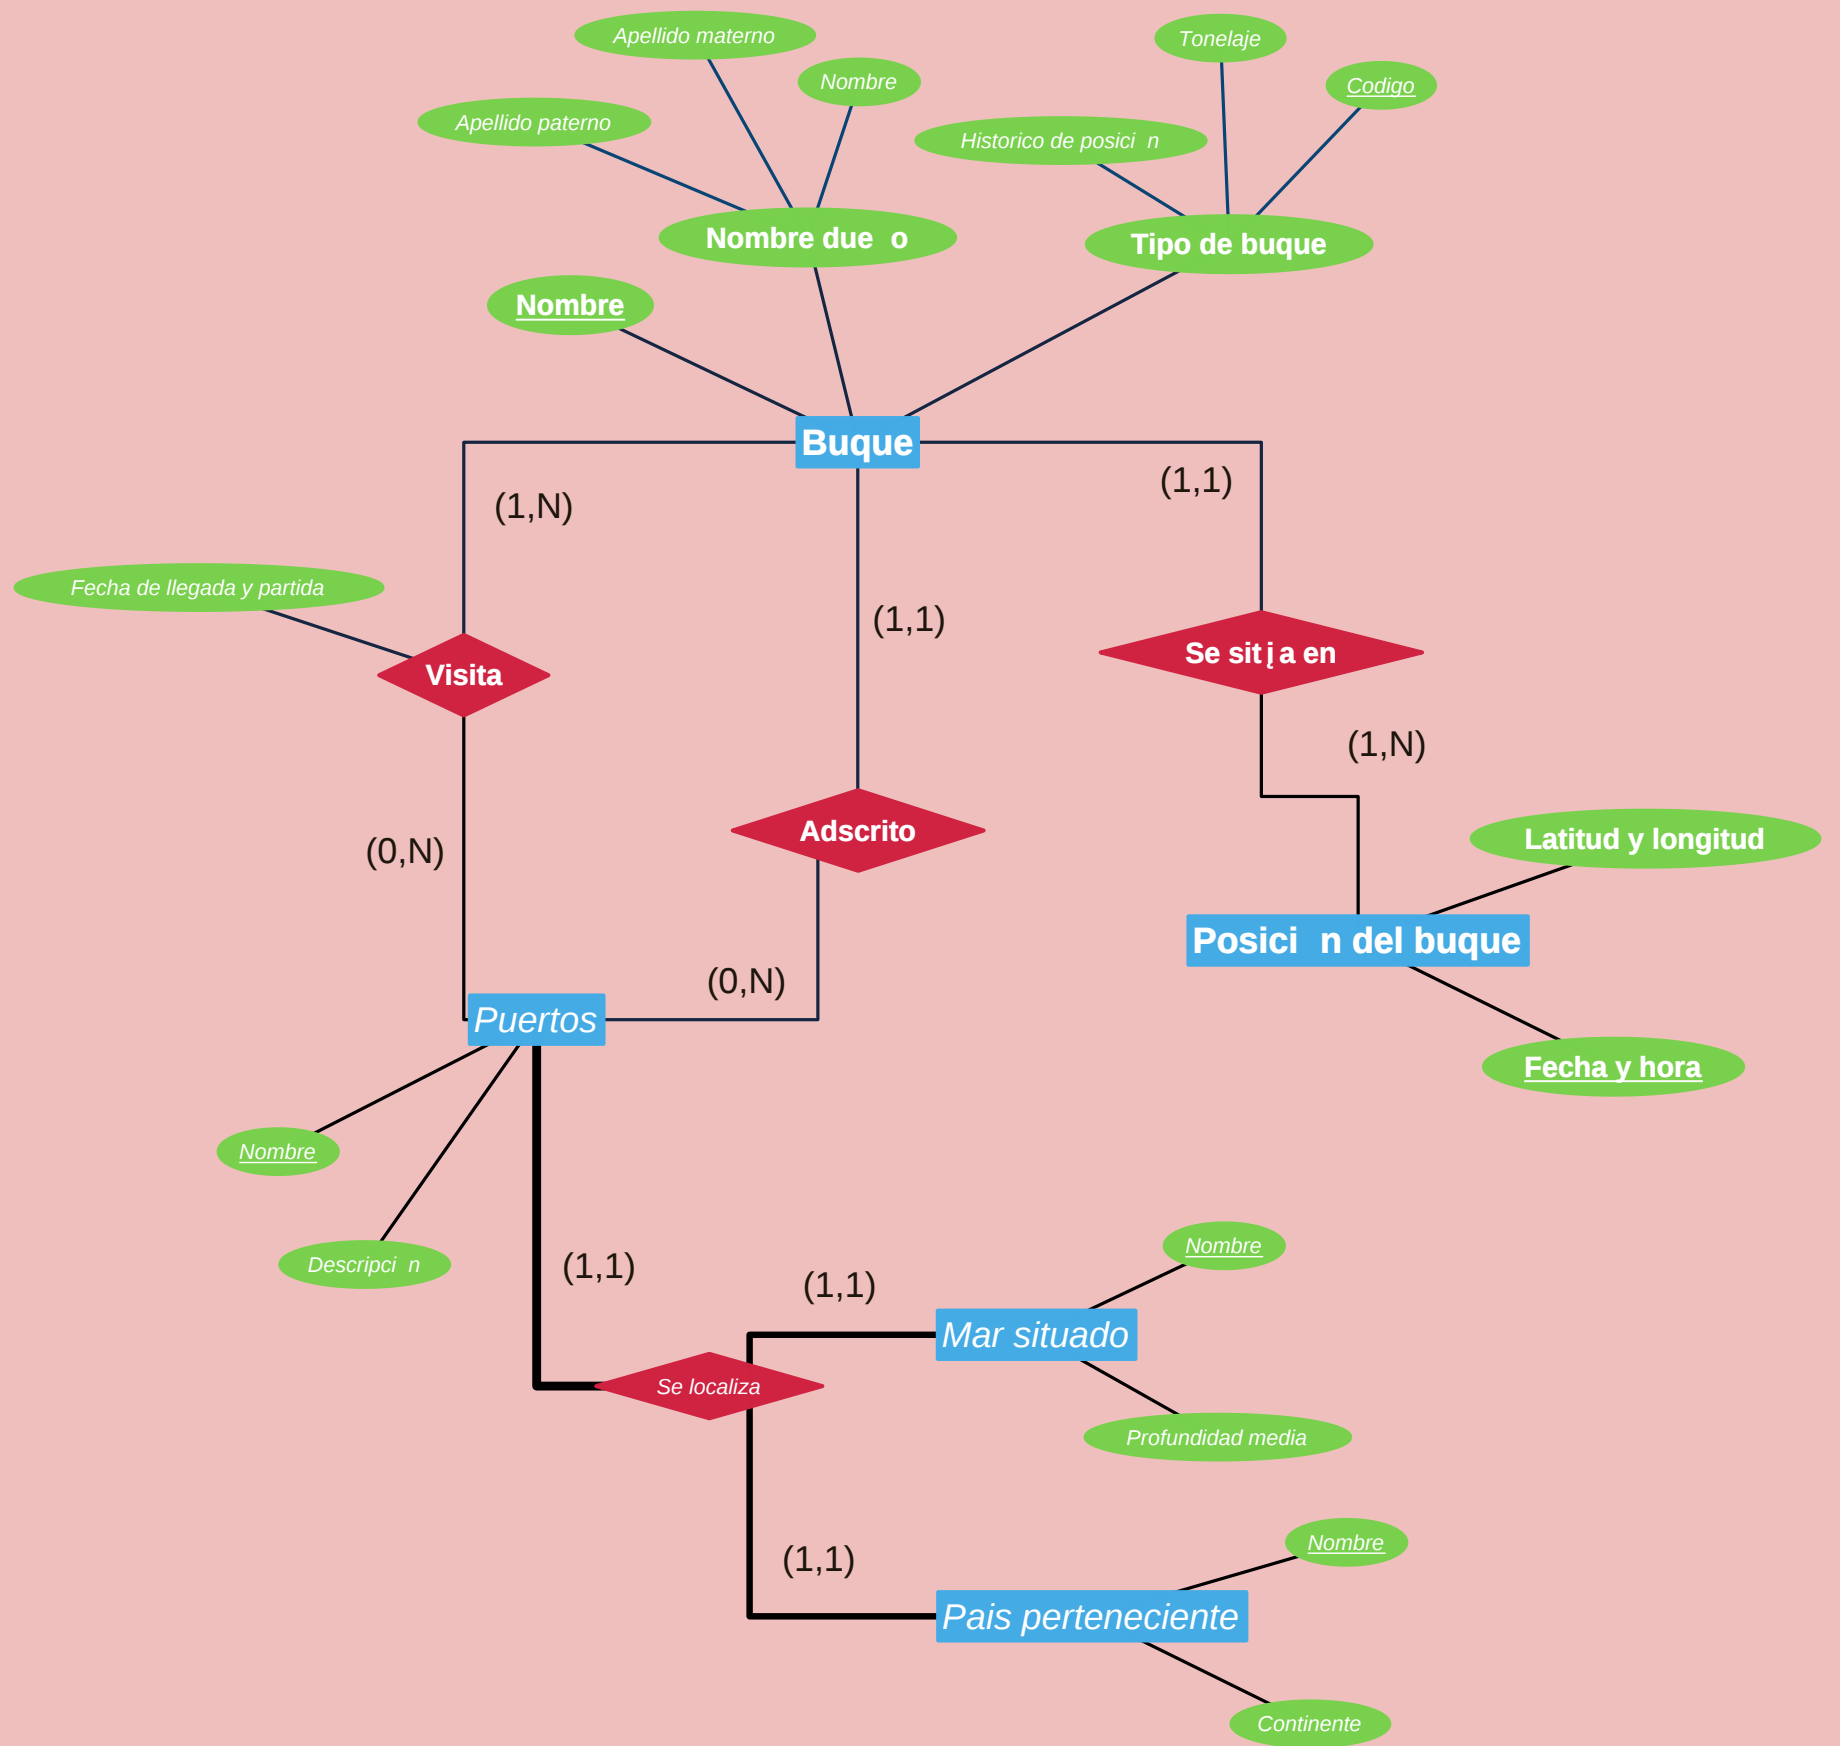 Apellido materno
Tonelaje
Nombre
Codigo
Apellido paterno
Historico de posici n
Nombre due o
Tipo de buque
Nombre
Buque
(1,N)
(1,1)
Fecha de llegada y partida
(1,1)
Visita
Se sit į a en
(1,N)
(0,N)
Adscrito
Latitud y longitud
Posici n del buque
(0,N)
Puertos
Fecha y hora
Nombre
Descripci n
(1,1)
(1,1)
Nombre
Mar situado
Se localiza
Profundidad media
(1,1)
Nombre
Pais perteneciente
Continente